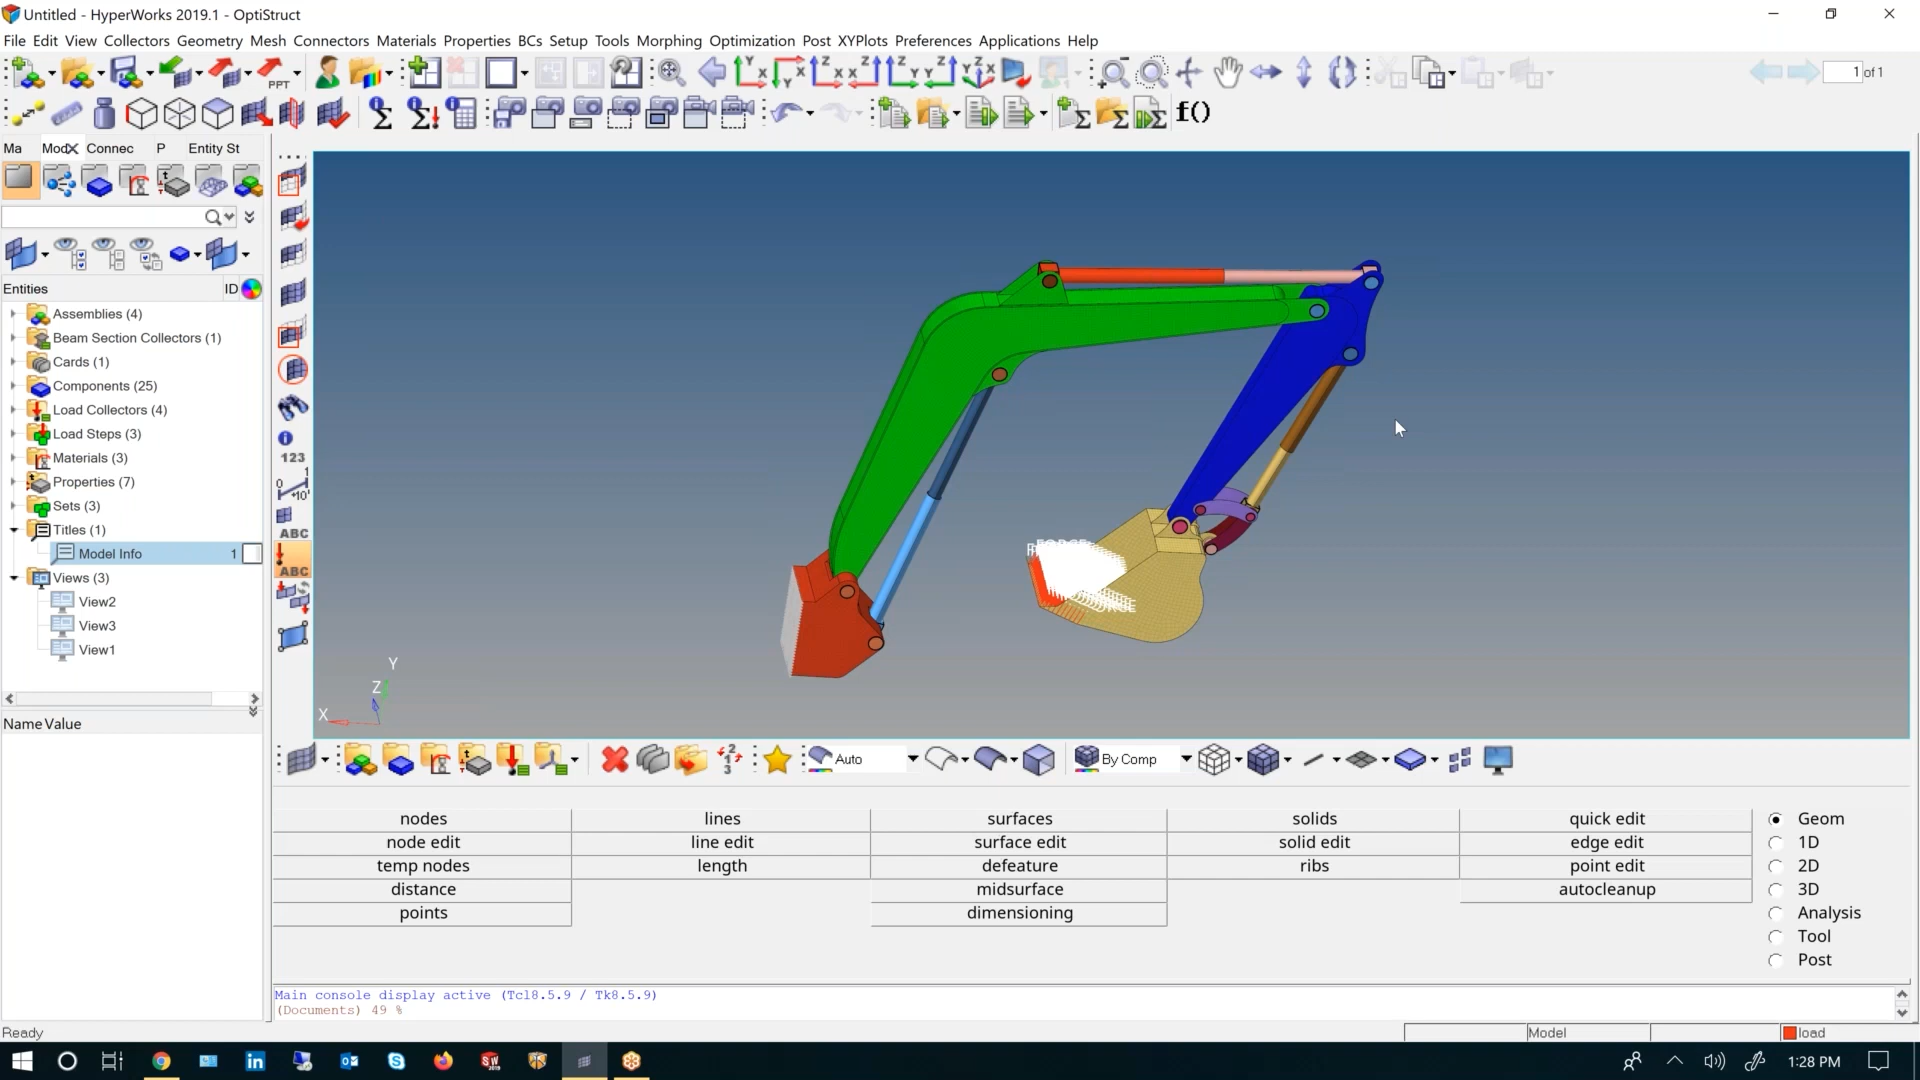 Untitled - HyperWorks 2019.1 - OptiStruct
File Edit View Collectors Geometry Mesh Connectors Materials Properties BCs Setup Tools Morphing Optimization Post XYPlots Preferences Applications Help
PPT
1 of 1
f()
Ma Mod Connec P Entity St
Entities ID
Assemblies (4)
Beam Section Collectors (1)
Cards (1)
Components (25)
Load Collectors (4)
Load Steps (3)
Materials (3)
Properties (7)
Sets (3)
Titles (1)
Model Info 1
Views (3)
View2
View3
View1
Name Value
123
ABC
ABC
FORCE
Y
Z
X
Auto
By Comp
nodes lines surfaces solids quick edit Geom
node edit line edit surface edit solid edit edge edit 1D
temp nodes length defeature ribs point edit 2D
distance midsurface autocleanup 3D
points dimensioning Analysis
Tool
Post
Main console display active (Tcl8.5.9 / Tk8.5.9)
(Documents) 49 %
Ready Model load
1:28 PM